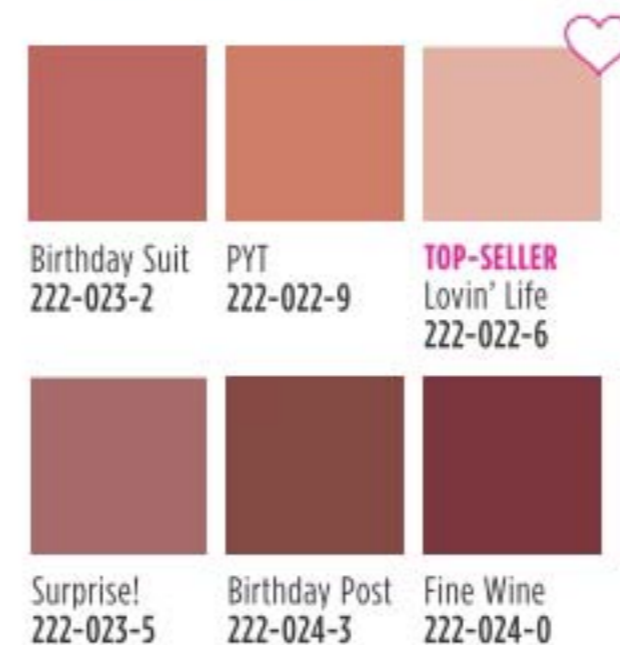 Birthday Suit
222-023-2
PYT
222-022-9
TOP-SELLER
Lovin' Life
222-022-6
Surprise!
222-023-5
Birthday Post
222-024-3
Fine Wine
222-024-0